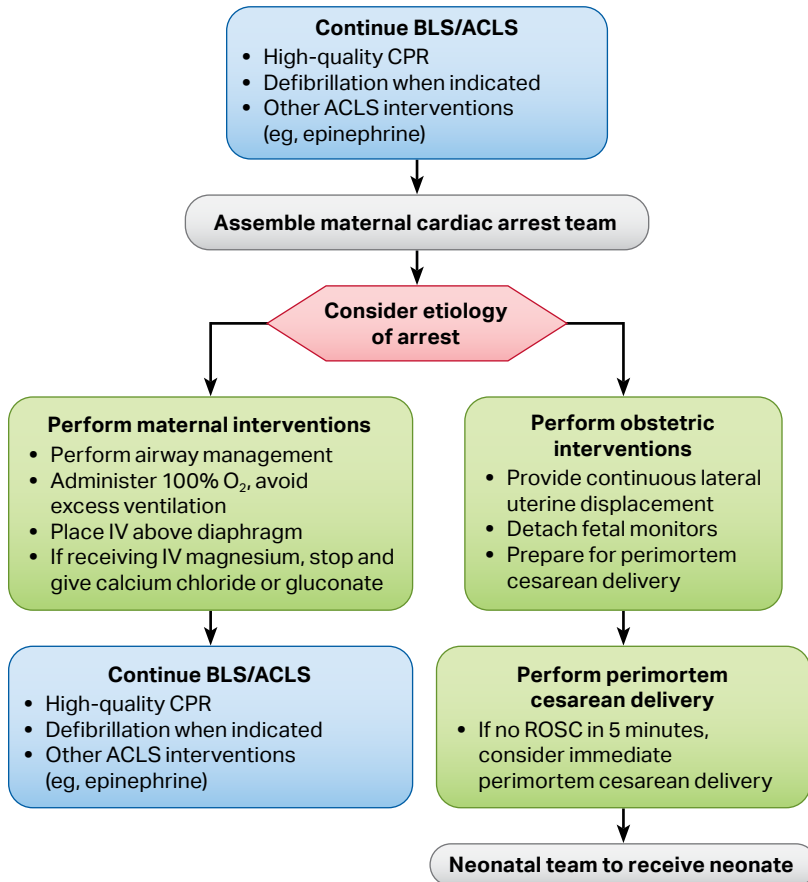 Continue BLS/ACLS
• High-quality CPR
• Defibrillation when indicated
• Other ACLS interventions
(eg, epinephrine)
Assemble maternal cardiac arrest team
Consider etiology
of arrest
Perform maternal interventions
• Perform airway management
• Administer 100% O₂, avoid
excess ventilation
• Place IV above diaphragm
• If receiving IV magnesium, stop and
give calcium chloride or gluconate
Continue BLS/ACLS
• High-quality CPR
• Defibrillation when indicated
• Other ACLS interventions
(eg, epinephrine)
Perform obstetric
interventions
• Provide continuous lateral
uterine displacement
• Detach fetal monitors
• Prepare for perimortem
cesarean delivery
Perform perimortem
cesarean delivery
• If no ROSC in 5 minutes,
consider immediate
perimortem cesarean delivery
Neonatal team to receive neonate